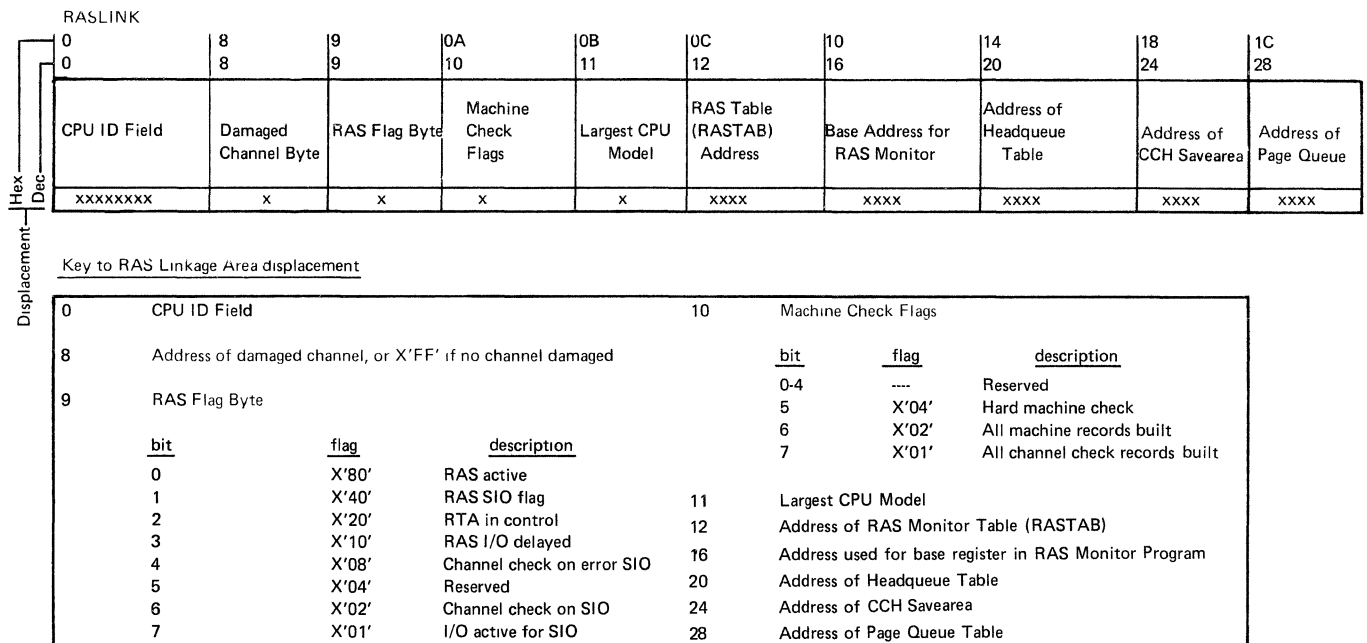 RASLINK
0 8 9 0A 0B 0C 10 14 18 1C
0 8 9 10 11 12 16 20 24 28
Hex
Dec
Displacement
CPU ID Field
Damaged
Channel Byte
RAS Flag Byte
Machine
Check
Flags
Largest CPU
Model
RAS Table
(RASTAB)
Address
Base Address for
RAS Monitor
Address of
Headqueue
Table
Address of
CCH Savearea
Address of
Page Queue
xxxxxxxx x x x x xxxx xxxx xxxx xxxx xxxx
Key to RAS Linkage Area displacement
0 CPU ID Field
8 Address of damaged channel, or X'FF' if no channel damaged
9 RAS Flag Byte
bit flag description
0 X'80' RAS active
1 X'40' RAS SIO flag
2 X'20' RTA in control
3 X'10' RAS I/O delayed
4 X'08' Channel check on error SIO
5 X'04' Reserved
6 X'02' Channel check on SIO
7 X'01' I/O active for SIO
10 Machine Check Flags
bit flag description
0-4 ---- Reserved
5 X'04' Hard machine check
6 X'02' All machine records built
7 X'01' All channel check records built
11 Largest CPU Model
12 Address of RAS Monitor Table (RASTAB)
16 Address used for base register in RAS Monitor Program
20 Address of Headqueue Table
24 Address of CCH Savearea
28 Address of Page Queue Table